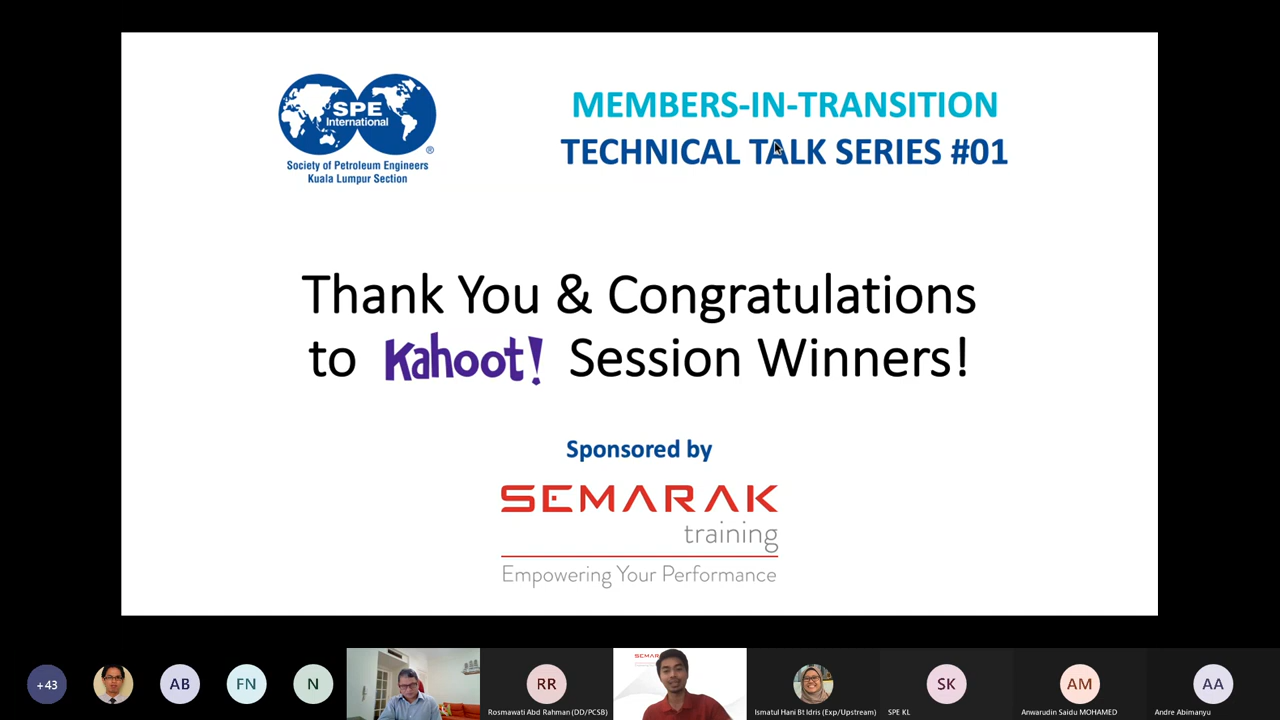 SPE
International
®
Society of Petroleum Engineers
Kuala Lumpur Section
MEMBERS-IN-TRANSITION
TECHNICAL TALK SERIES #01
Thank You & Congratulations
to Kahoot! Session Winners!
Sponsored by
SEMARAK
training
Empowering Your Performance
+43
AB
FN
N
RR
Rosmawati Abd Rahman (DD/PCSB)
SEMARAK
Ismatul Hani Bt Idris (Exp/Upstream)
SK
SPE KL
AM
Anwarudin Saidu MOHAMED
AA
Andre Abimanyu